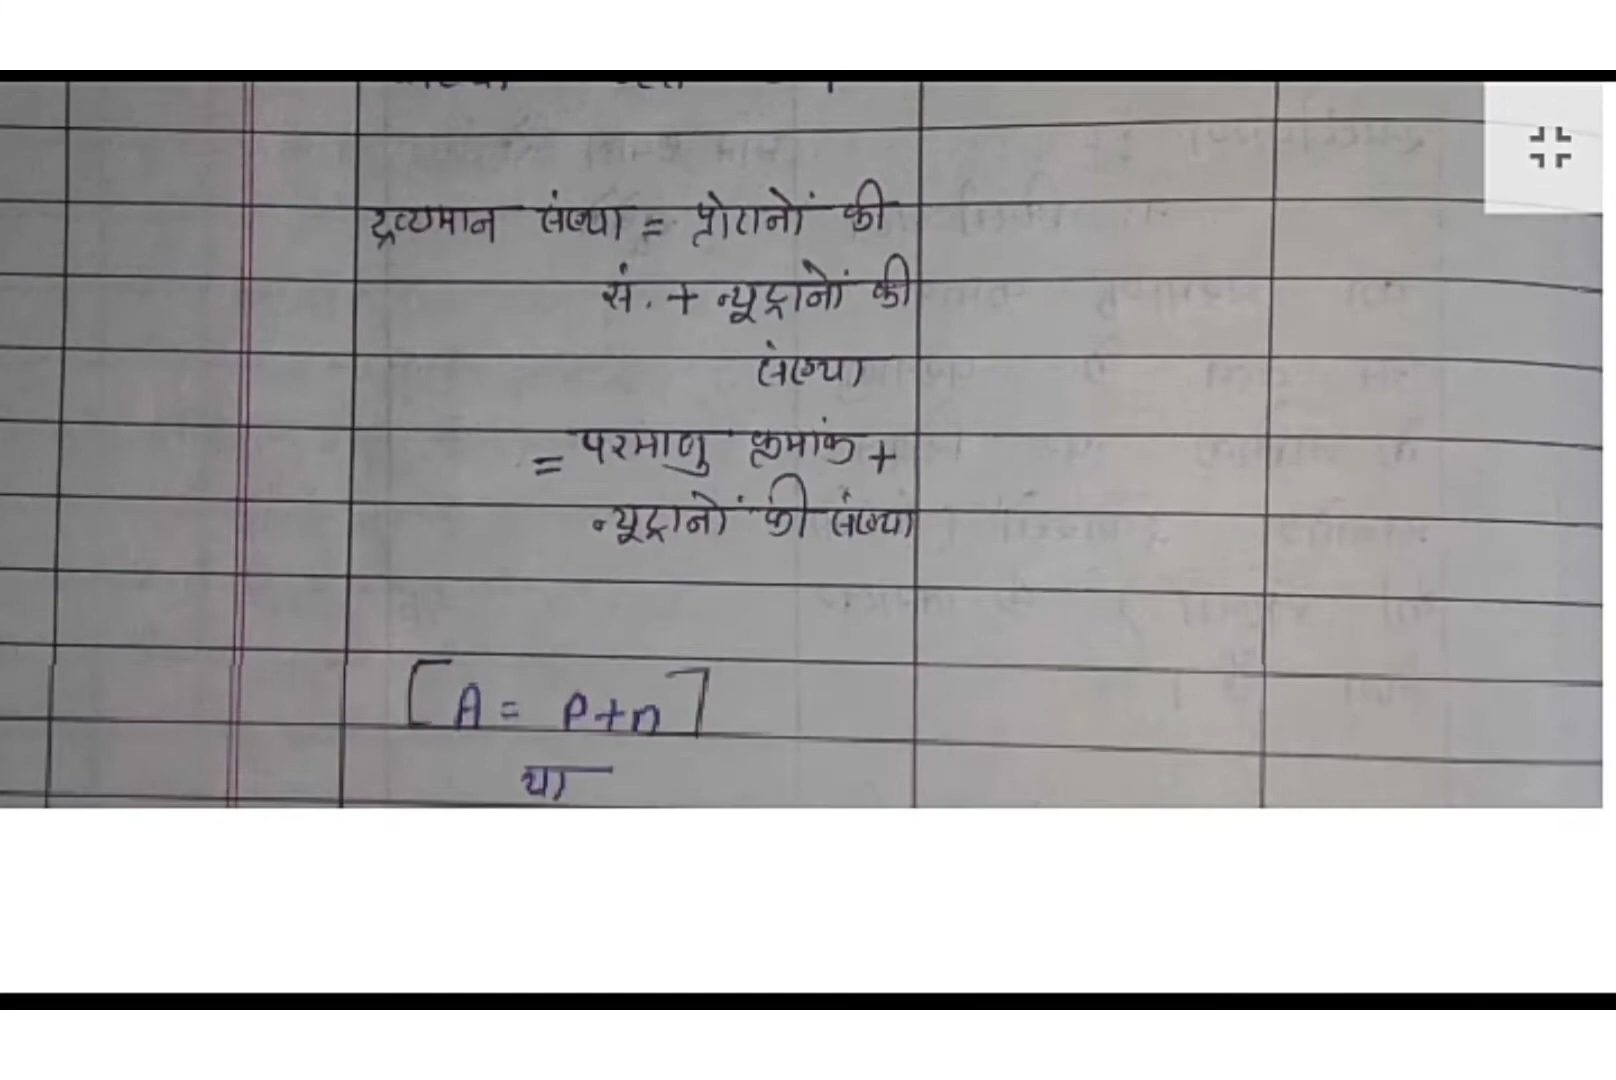 द्रव्यमान संख्या = प्रोटानों की
सं. + न्यूट्रानों की
संख्या
= परमाणु क्रमांक +
न्यूट्रानों की संख्या
[A = P+n]
या